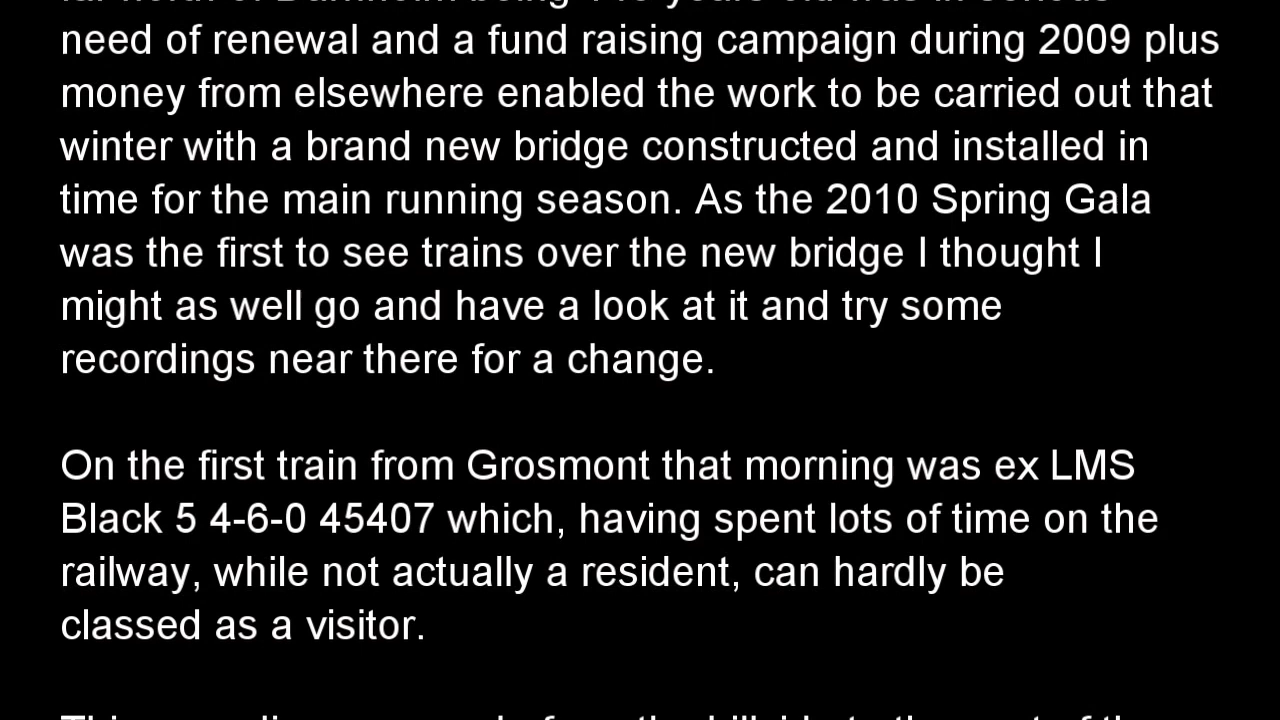 need of renewal and a fund raising campaign during 2009 plus
money from elsewhere enabled the work to be carried out that
winter with a brand new bridge constructed and installed in
time for the main running season. As the 2010 Spring Gala
was the first to see trains over the new bridge I thought I
might as well go and have a look at it and try some
recordings near there for a change.
On the first train from Grosmont that morning was ex LMS
Black 5 4-6-0 45407 which, having spent lots of time on the
railway, while not actually a resident, can hardly be
classed as a visitor.